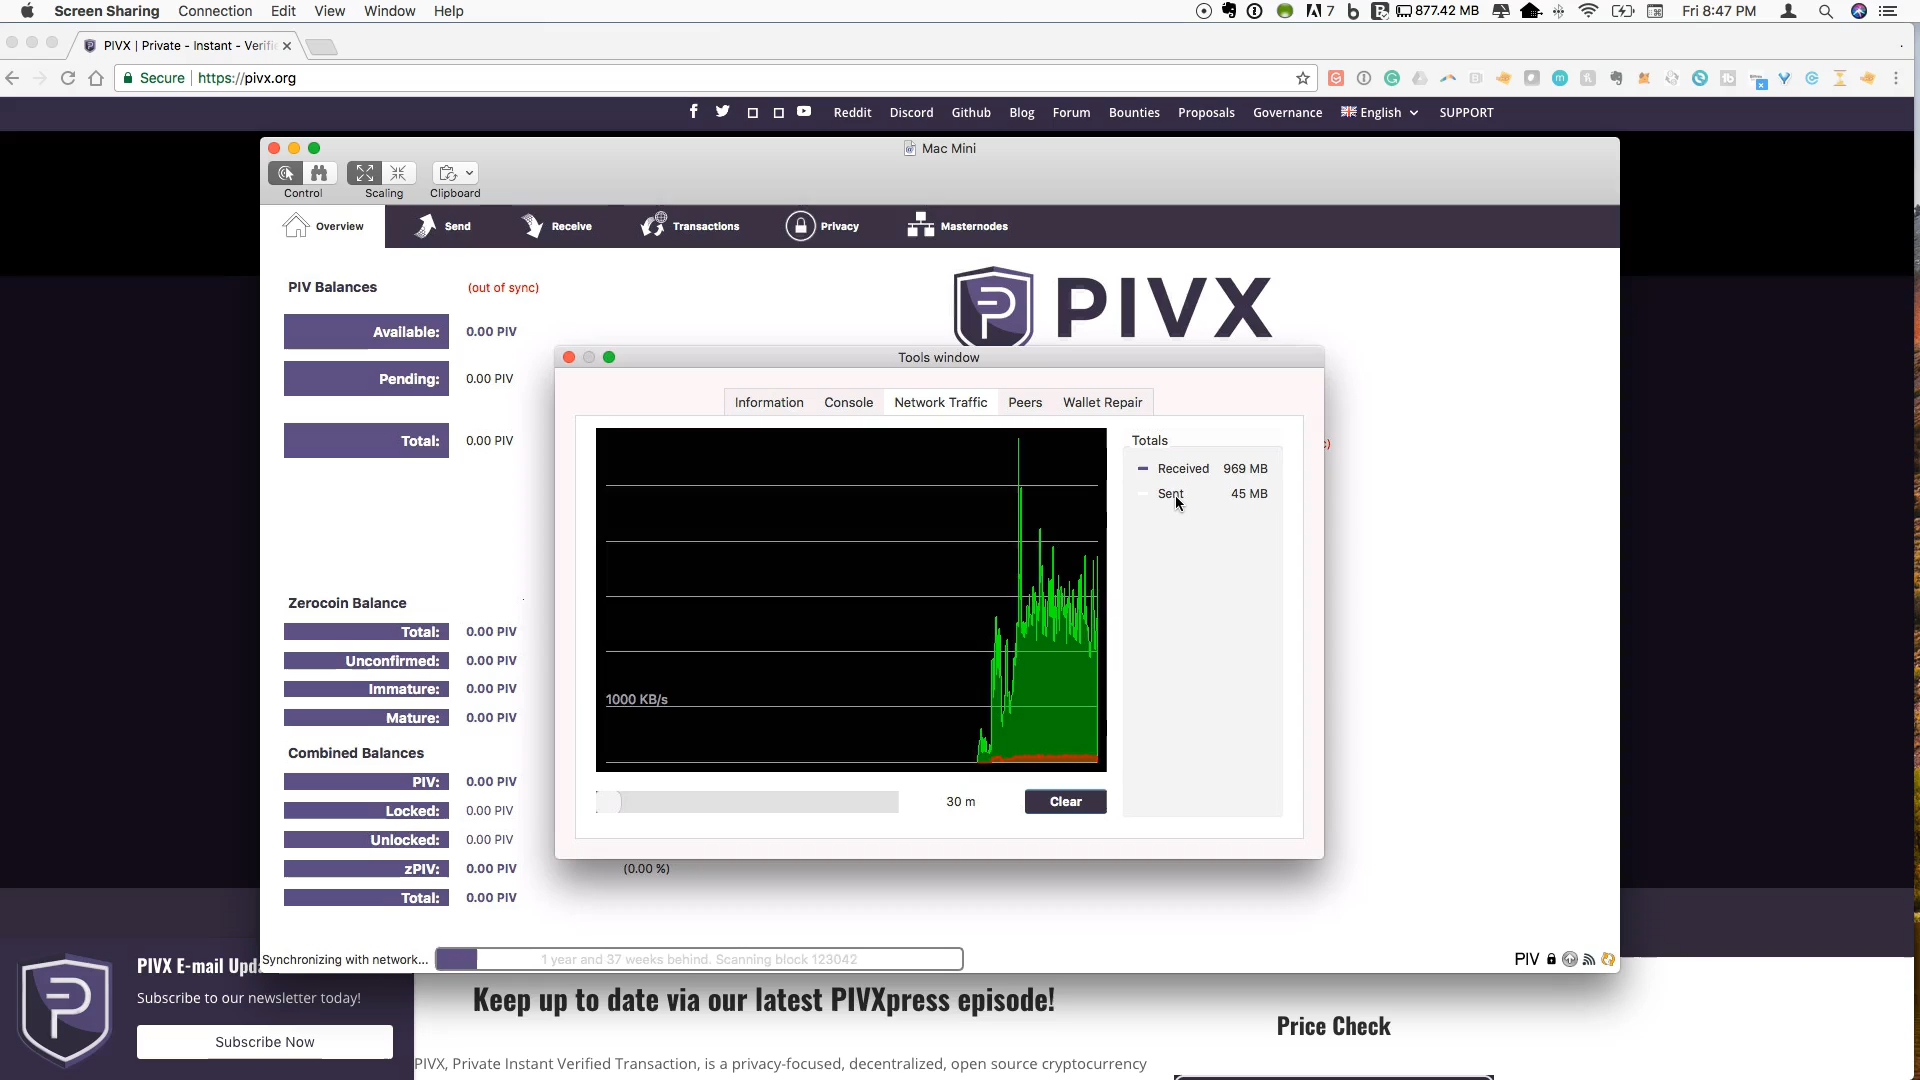 Screen Sharing Connection Edit View Window Help 7 877.42 MB Fri 8:47 PM
PIVX | Private - Instant - Verifi
Secure https://pivx.org
Reddit Discord Github Blog Forum Bounties Proposals Governance English SUPPORT
Mac Mini
Control Scaling Clipboard
Overview Send Receive Transactions Privacy Masternodes
PIV Balances (out of sync)
PIVX
Available: 0.00 PIV
Pending: 0.00 PIV
Total: 0.00 PIV
Tools window
Information Console Network Traffic Peers Wallet Repair
Totals
Received 969 MB
Sent 45 MB
1000 KB/s
30 m Clear
Zerocoin Balance
Total: 0.00 PIV
Unconfirmed: 0.00 PIV
Immature: 0.00 PIV
Mature: 0.00 PIV
Combined Balances
PIV: 0.00 PIV
Locked: 0.00 PIV
Unlocked: 0.00 PIV
zPIV: 0.00 PIV (0.00 %)
Total: 0.00 PIV
Synchronizing with network... 1 year and 37 weeks behind. Scanning block 123042 PIV
PIVX E-mail Upda
Subscribe to our newsletter today!
Subscribe Now
Keep up to date via our latest PIVXpress episode!
Price Check
PIVX, Private Instant Verified Transaction, is a privacy-focused, decentralized, open source cryptocurrency